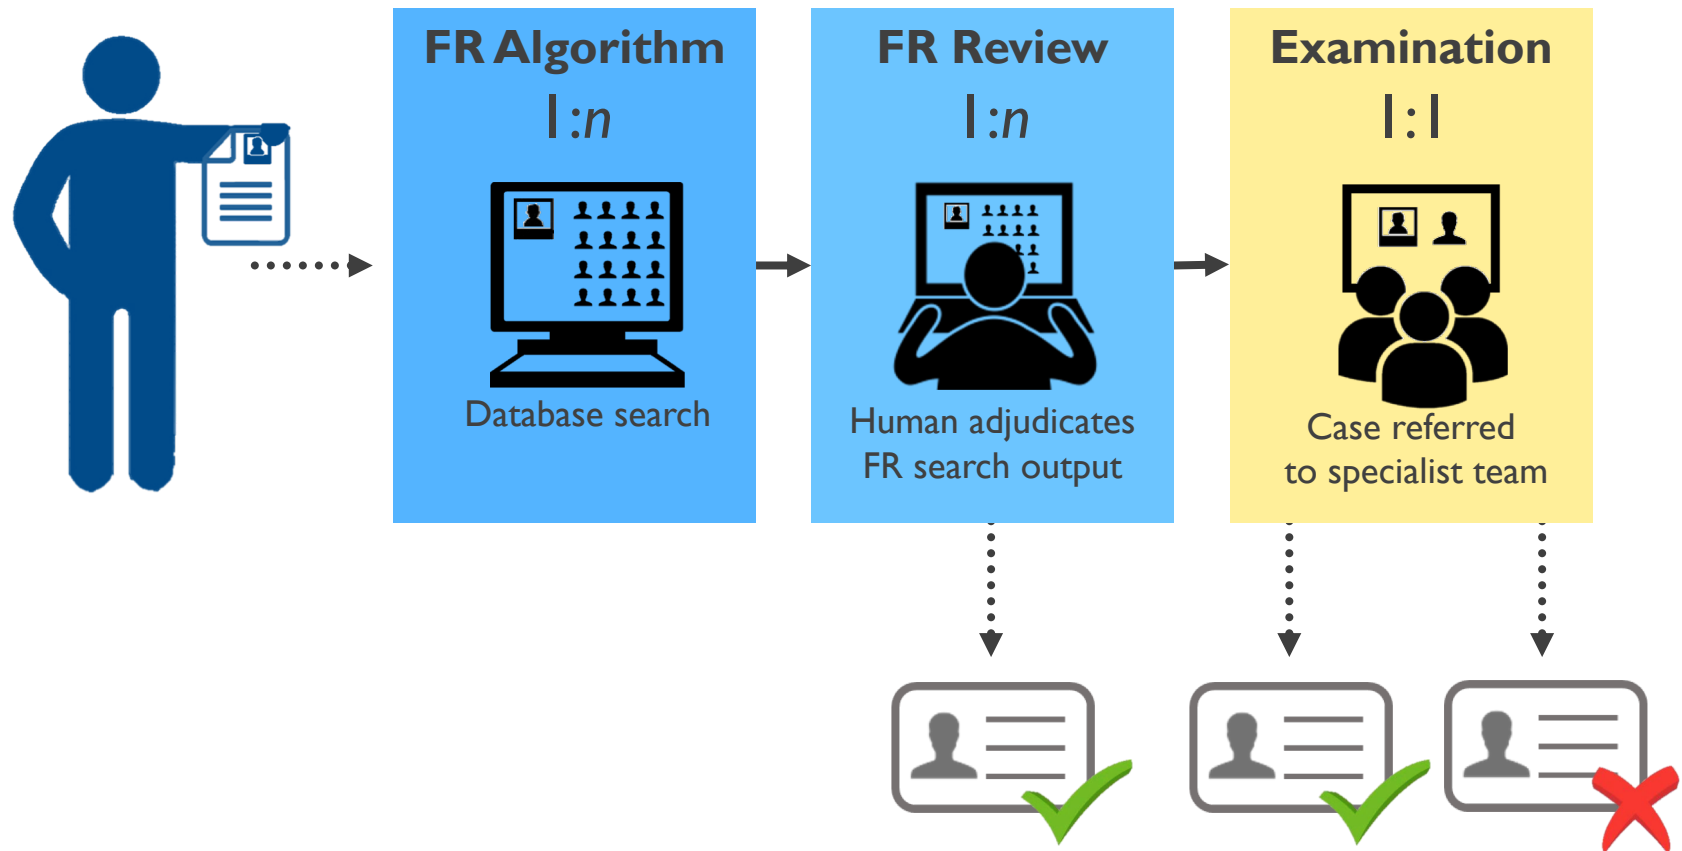 FR Algorithm
1:n
Database search
FR Review
1:n
Human adjudicates
FR search output
Examination
1:1
Case referred
to specialist team